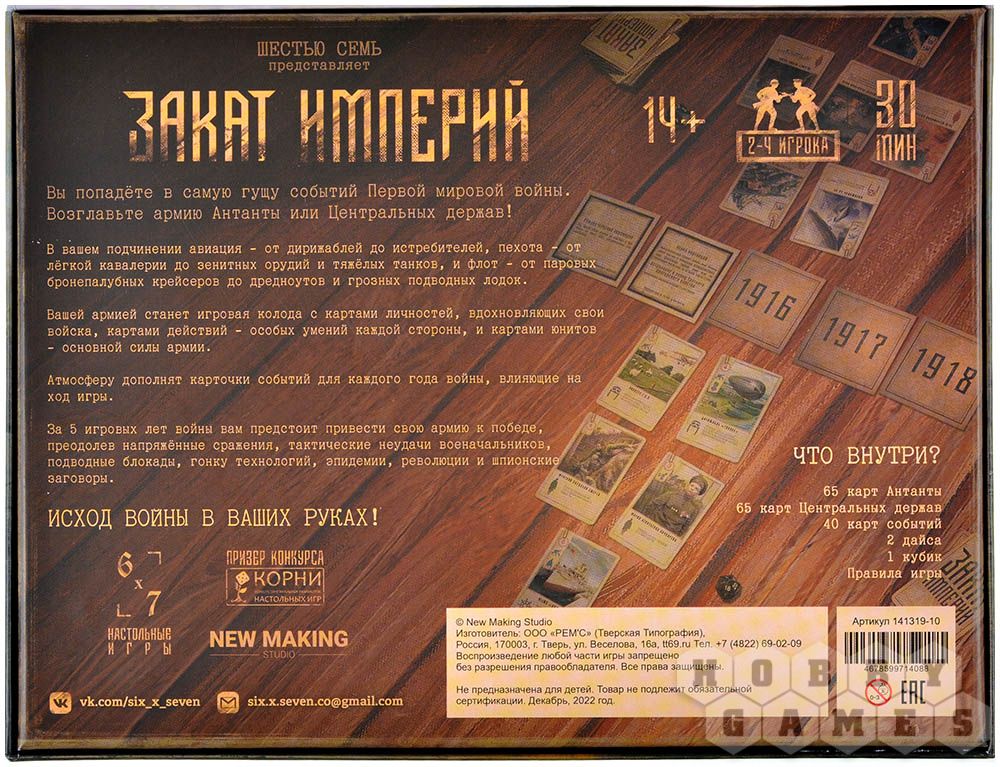 ШЕСТЬЮ СЕМЬ
представляет
ЗАКАТ ИМПЕРИЙ
14+
2-4 ИГРОКА
30
МИН
Вы попадёте в самую гущу событий Первой мировой войны.
Возглавьте армию Антанты или Центральных держав!
В вашем подчинении авиация - от дирижаблей до истребителей, пехота - от
лёгкой кавалерии до зенитных орудий и тяжёлых танков, и флот - от паровых
бронепалубных крейсеров до дредноутов и грозных подводных лодок.
Вашей армией станет игровая колода с картами личностей, вдохновляющих свои
войска, картами действий - особых умений каждой стороны, и картами юнитов
- основной силы армии.
Атмосферу дополнят карточки событий для каждого года войны, влияющие на
ход игры.
За 5 игровых лет войны вам предстоит привести свою армию к победе,
преодолев напряжённые сражения, тактические неудачи военачальников,
подводные блокады, гонку технологий, эпидемии, революции и шпионские
заговоры.
ИСХОД ВОЙНЫ В ВАШИХ РУКАХ!
1916
1917
1918
ЧТО ВНУТРИ?
65 карт Антанты
65 карт Центральных держав
40 карт событий
2 дайса
1 кубик
Правила игры
ЗАКАТ
ИМПЕРИЙ
6 x 7
НАСТОЛЬНЫЕ
ИГРЫ
ПРИЗЕР КОНКУРСА
КОРНИ
НАСТОЛЬНЫХ ИГР
NEW MAKING
STUDIO
vk.com/six_x_seven
six.x.seven.co@gmail.com
© New Making Studio
Изготовитель: ООО «РЕМ'С» (Тверская Типография),
Россия, 170003, г. Тверь, ул. Веселова, 16а, tt69.ru Тел. +7 (4822) 69-02-09
Воспроизведение любой части игры запрещено
без разрешения правообладателя. Все права защищены.
Не предназначена для детей. Товар не подлежит обязательной
сертификации. Декабрь, 2022 год.
Артикул 141319-10
4678599714088
0-3
EAC
HOBBY
GAMES